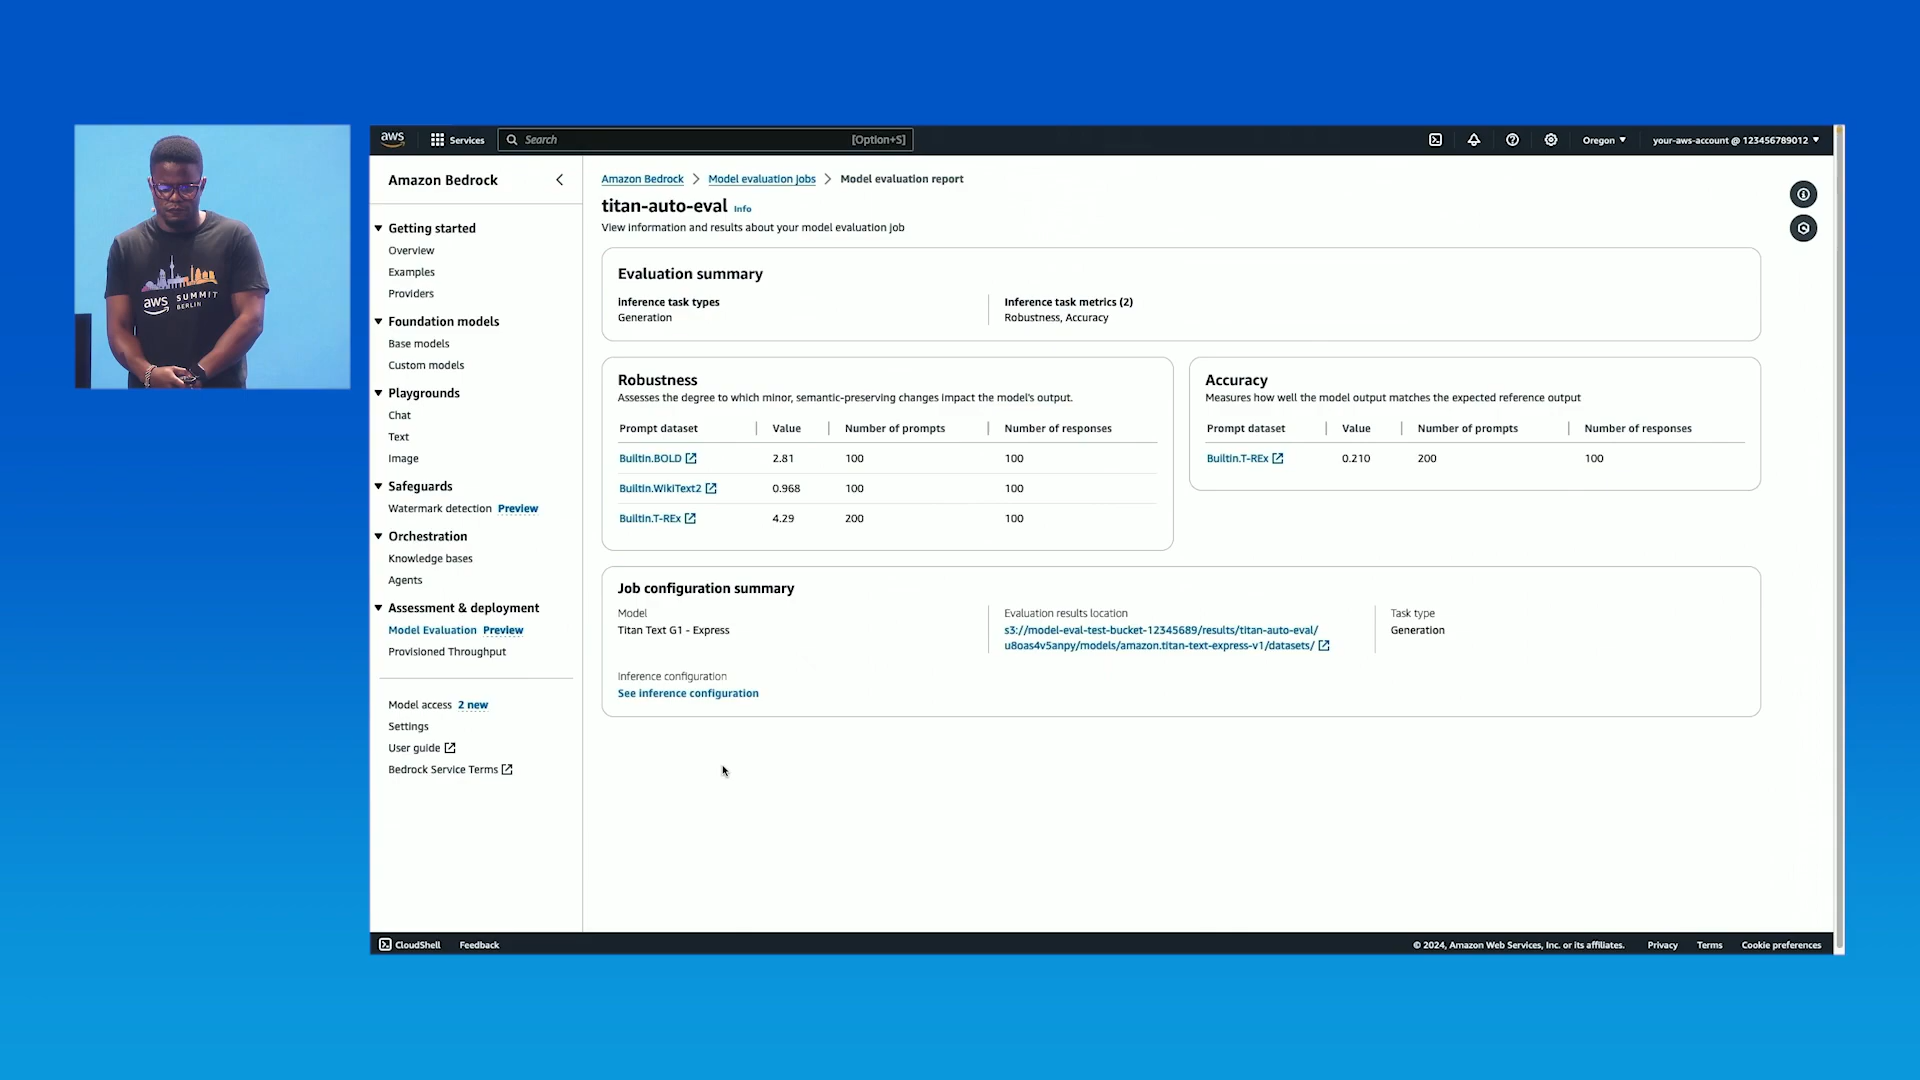 aws
SUMMIT
BERLIN
aws
Services
Search
[Option+S]
Oregon
your-aws-account @ 123456789012
Amazon Bedrock
Getting started
Overview
Examples
Providers
Foundation models
Base models
Custom models
Playgrounds
Chat
Text
Image
Safeguards
Watermark detection Preview
Orchestration
Knowledge bases
Agents
Assessment & deployment
Model Evaluation Preview
Provisioned Throughput
Model access 2 new
Settings
User guide
Bedrock Service Terms
Amazon Bedrock > Model evaluation jobs > Model evaluation report
titan-auto-eval Info
View information and results about your model evaluation job
Evaluation summary
Inference task types
Generation
Inference task metrics (2)
Robustness, Accuracy
Robustness
Assesses the degree to which minor, semantic-preserving changes impact the model's output.
Prompt dataset Value Number of prompts Number of responses
Builtin.BOLD 2.81 100 100
Builtin.WikiText2 0.968 100 100
Builtin.T-REx 4.29 200 100
Accuracy
Measures how well the model output matches the expected reference output
Prompt dataset Value Number of prompts Number of responses
Builtin.T-REx 0.210 200 100
Job configuration summary
Model
Titan Text G1 - Express
Evaluation results location
s3://model-eval-test-bucket-12345689/results/titan-auto-eval/
u8oas4v5anpy/models/amazon.titan-text-express-v1/datasets/
Task type
Generation
Inference configuration
See inference configuration
CloudShell
Feedback
© 2024, Amazon Web Services, Inc. or its affiliates.
Privacy
Terms
Cookie preferences